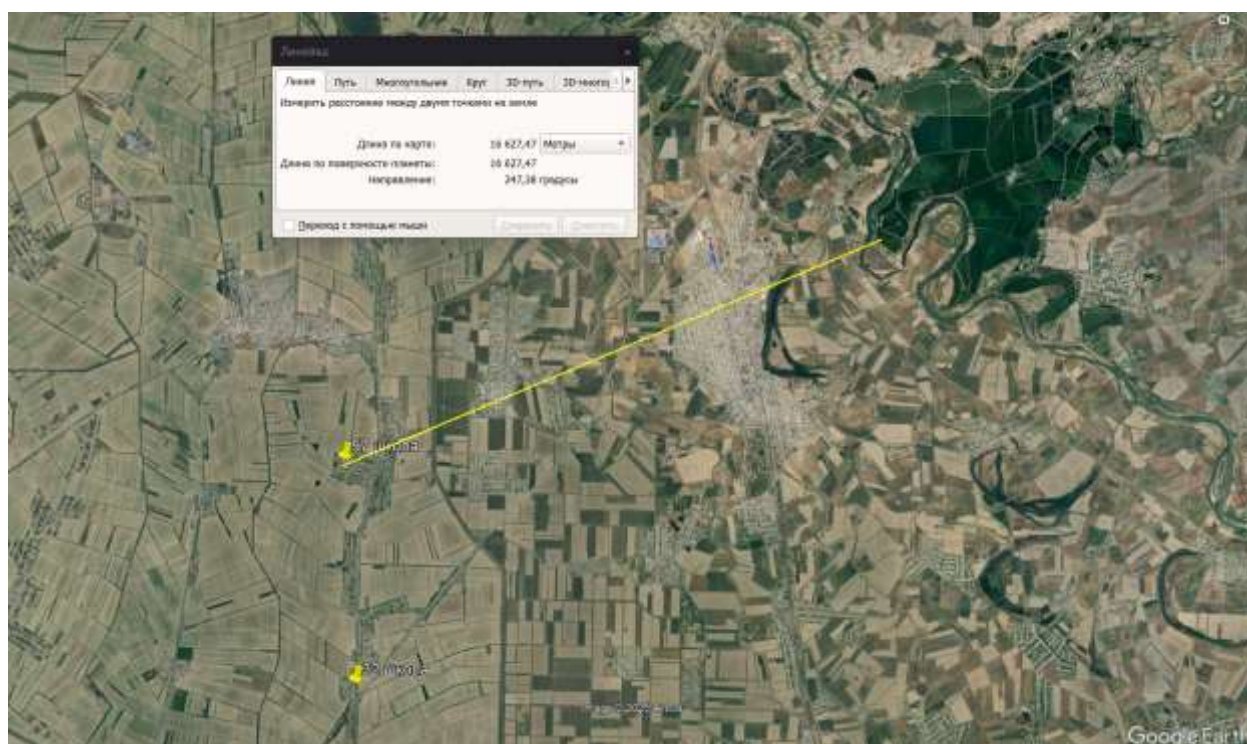 Линейка
Линия Путь Многоугольник Круг 3D-путь
Измерить расстояние между двумя точками на земле
Длина по карте: 16 627,47 Метры
Длина по поверхности планеты: 16 627,47
Направление: 247,38 градусы
Переход с помощью мыши Сохранить Очистить
Google Earth